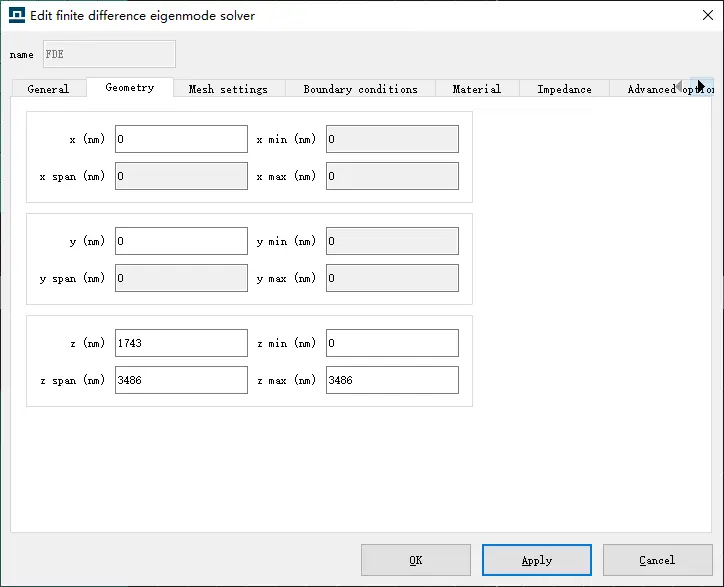 Edit finite difference eigenmode solver
name FDE
General Geometry Mesh settings Boundary conditions Material Impedance Advanced option
x (nm) 0 x min (nm) 0
x span (nm) 0 x max (nm) 0
y (nm) 0 y min (nm) 0
y span (nm) 0 y max (nm) 0
z (nm) 1743 z min (nm) 0
z span (nm) 3486 z max (nm) 3486
OK Apply Cancel